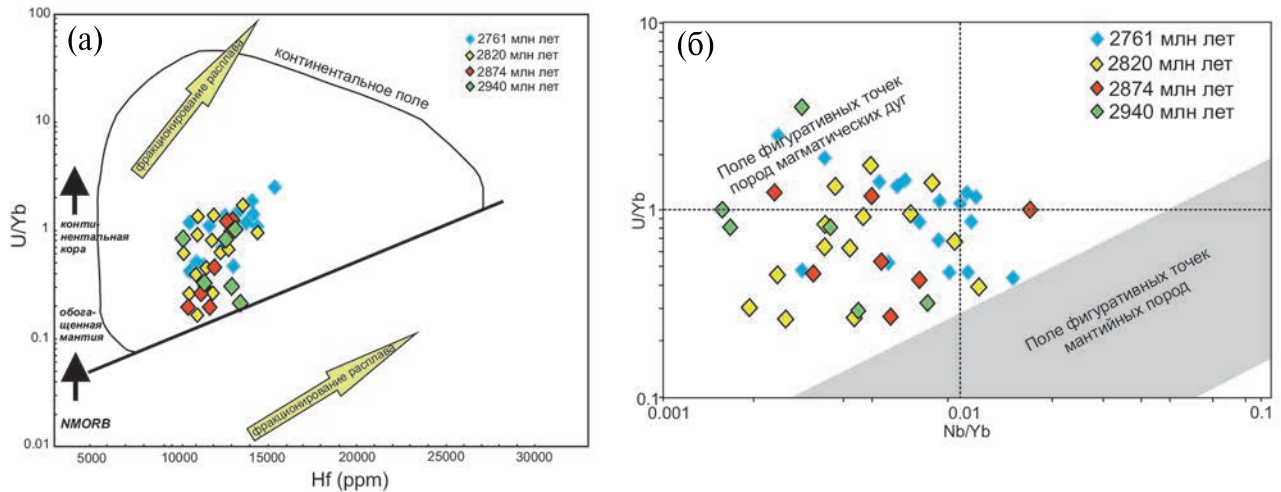 (а)
100
10
1
0.1
0.01
U/Yb
5000
10000
15000
20000
25000
30000
Hf (ppm)
2761 млн лет
2820 млн лет
2874 млн лет
2940 млн лет
континентальное поле
фракционирование расплава
конти-
нентальная
кора
обога-
щенная
мантия
NMORB
фракционирование расплава
(б)
10
1
0.1
U/Yb
0.001
0.01
0.1
Nb/Yb
2761 млн лет
2820 млн лет
2874 млн лет
2940 млн лет
Поле фигуративных точек
пород магматических дуг
Поле фигуративных точек
мантийных пород